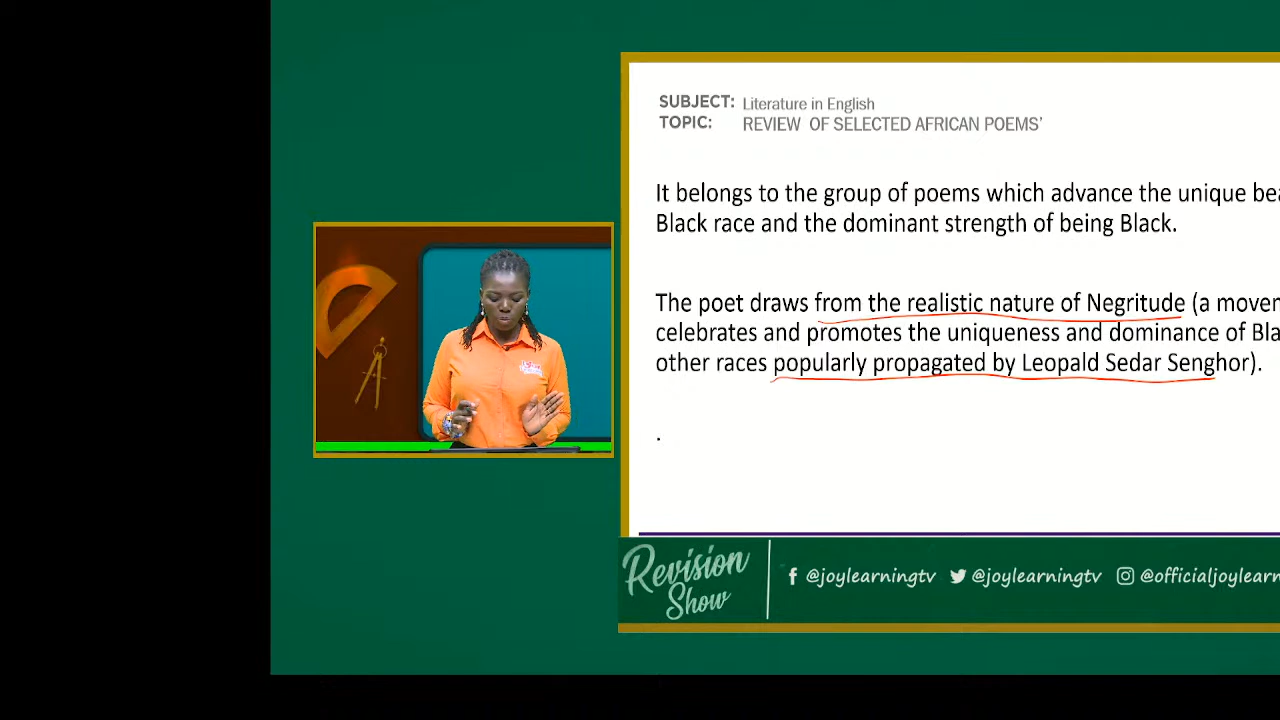 SUBJECT: Literature in English
TOPIC: REVIEW OF SELECTED AFRICAN POEMS'
It belongs to the group of poems which advance the unique
Black race and the dominant strength of being Black.
The poet draws from the realistic nature of Negritude (a
celebrates and promotes the uniqueness and dominance of
other races popularly propagated by Leopald Sedar Senghor).
.
Revision
Show
@joylearningtv @joylearningtv